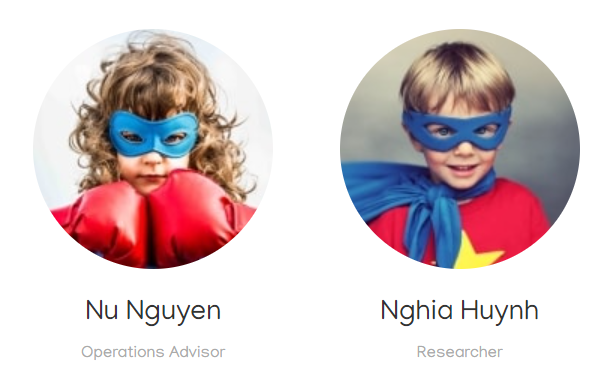 Nu Nguyen
Operations Advisor
Nghia Huynh
Researcher